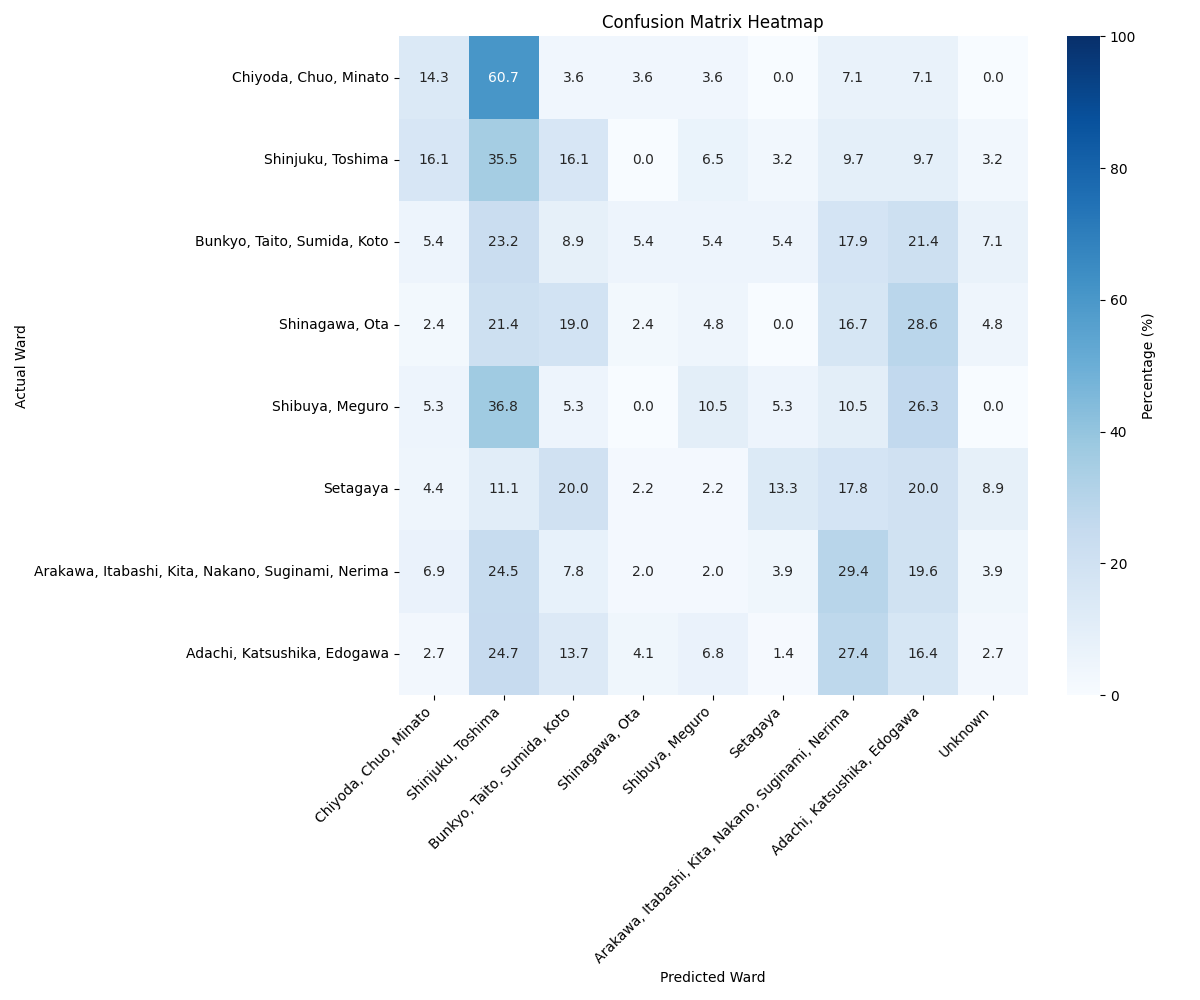 Confusion Matrix Heatmap
Actual Ward
Chiyoda, Chuo, Minato 14.3 60.7 3.6 3.6 3.6 0.0 7.1 7.1 0.0
Shinjuku, Toshima 16.1 35.5 16.1 0.0 6.5 3.2 9.7 9.7 3.2
Bunkyo, Taito, Sumida, Koto 5.4 23.2 8.9 5.4 5.4 5.4 17.9 21.4 7.1
Shinagawa, Ota 2.4 21.4 19.0 2.4 4.8 0.0 16.7 28.6 4.8
Shibuya, Meguro 5.3 36.8 5.3 0.0 10.5 5.3 10.5 26.3 0.0
Setagaya 4.4 11.1 20.0 2.2 2.2 13.3 17.8 20.0 8.9
Arakawa, Itabashi, Kita, Nakano, Suginami, Nerima 6.9 24.5 7.8 2.0 2.0 3.9 29.4 19.6 3.9
Adachi, Katsushika, Edogawa 2.7 24.7 13.7 4.1 6.8 1.4 27.4 16.4 2.7
Chiyoda, Chuo, Minato
Shinjuku, Toshima
Bunkyo, Taito, Sumida, Koto
Shinagawa, Ota
Shibuya, Meguro
Setagaya
Arakawa, Itabashi, Kita, Nakano, Suginami, Nerima
Adachi, Katsushika, Edogawa
Unknown
Predicted Ward
100
80
60
40
20
0
Percentage (%)